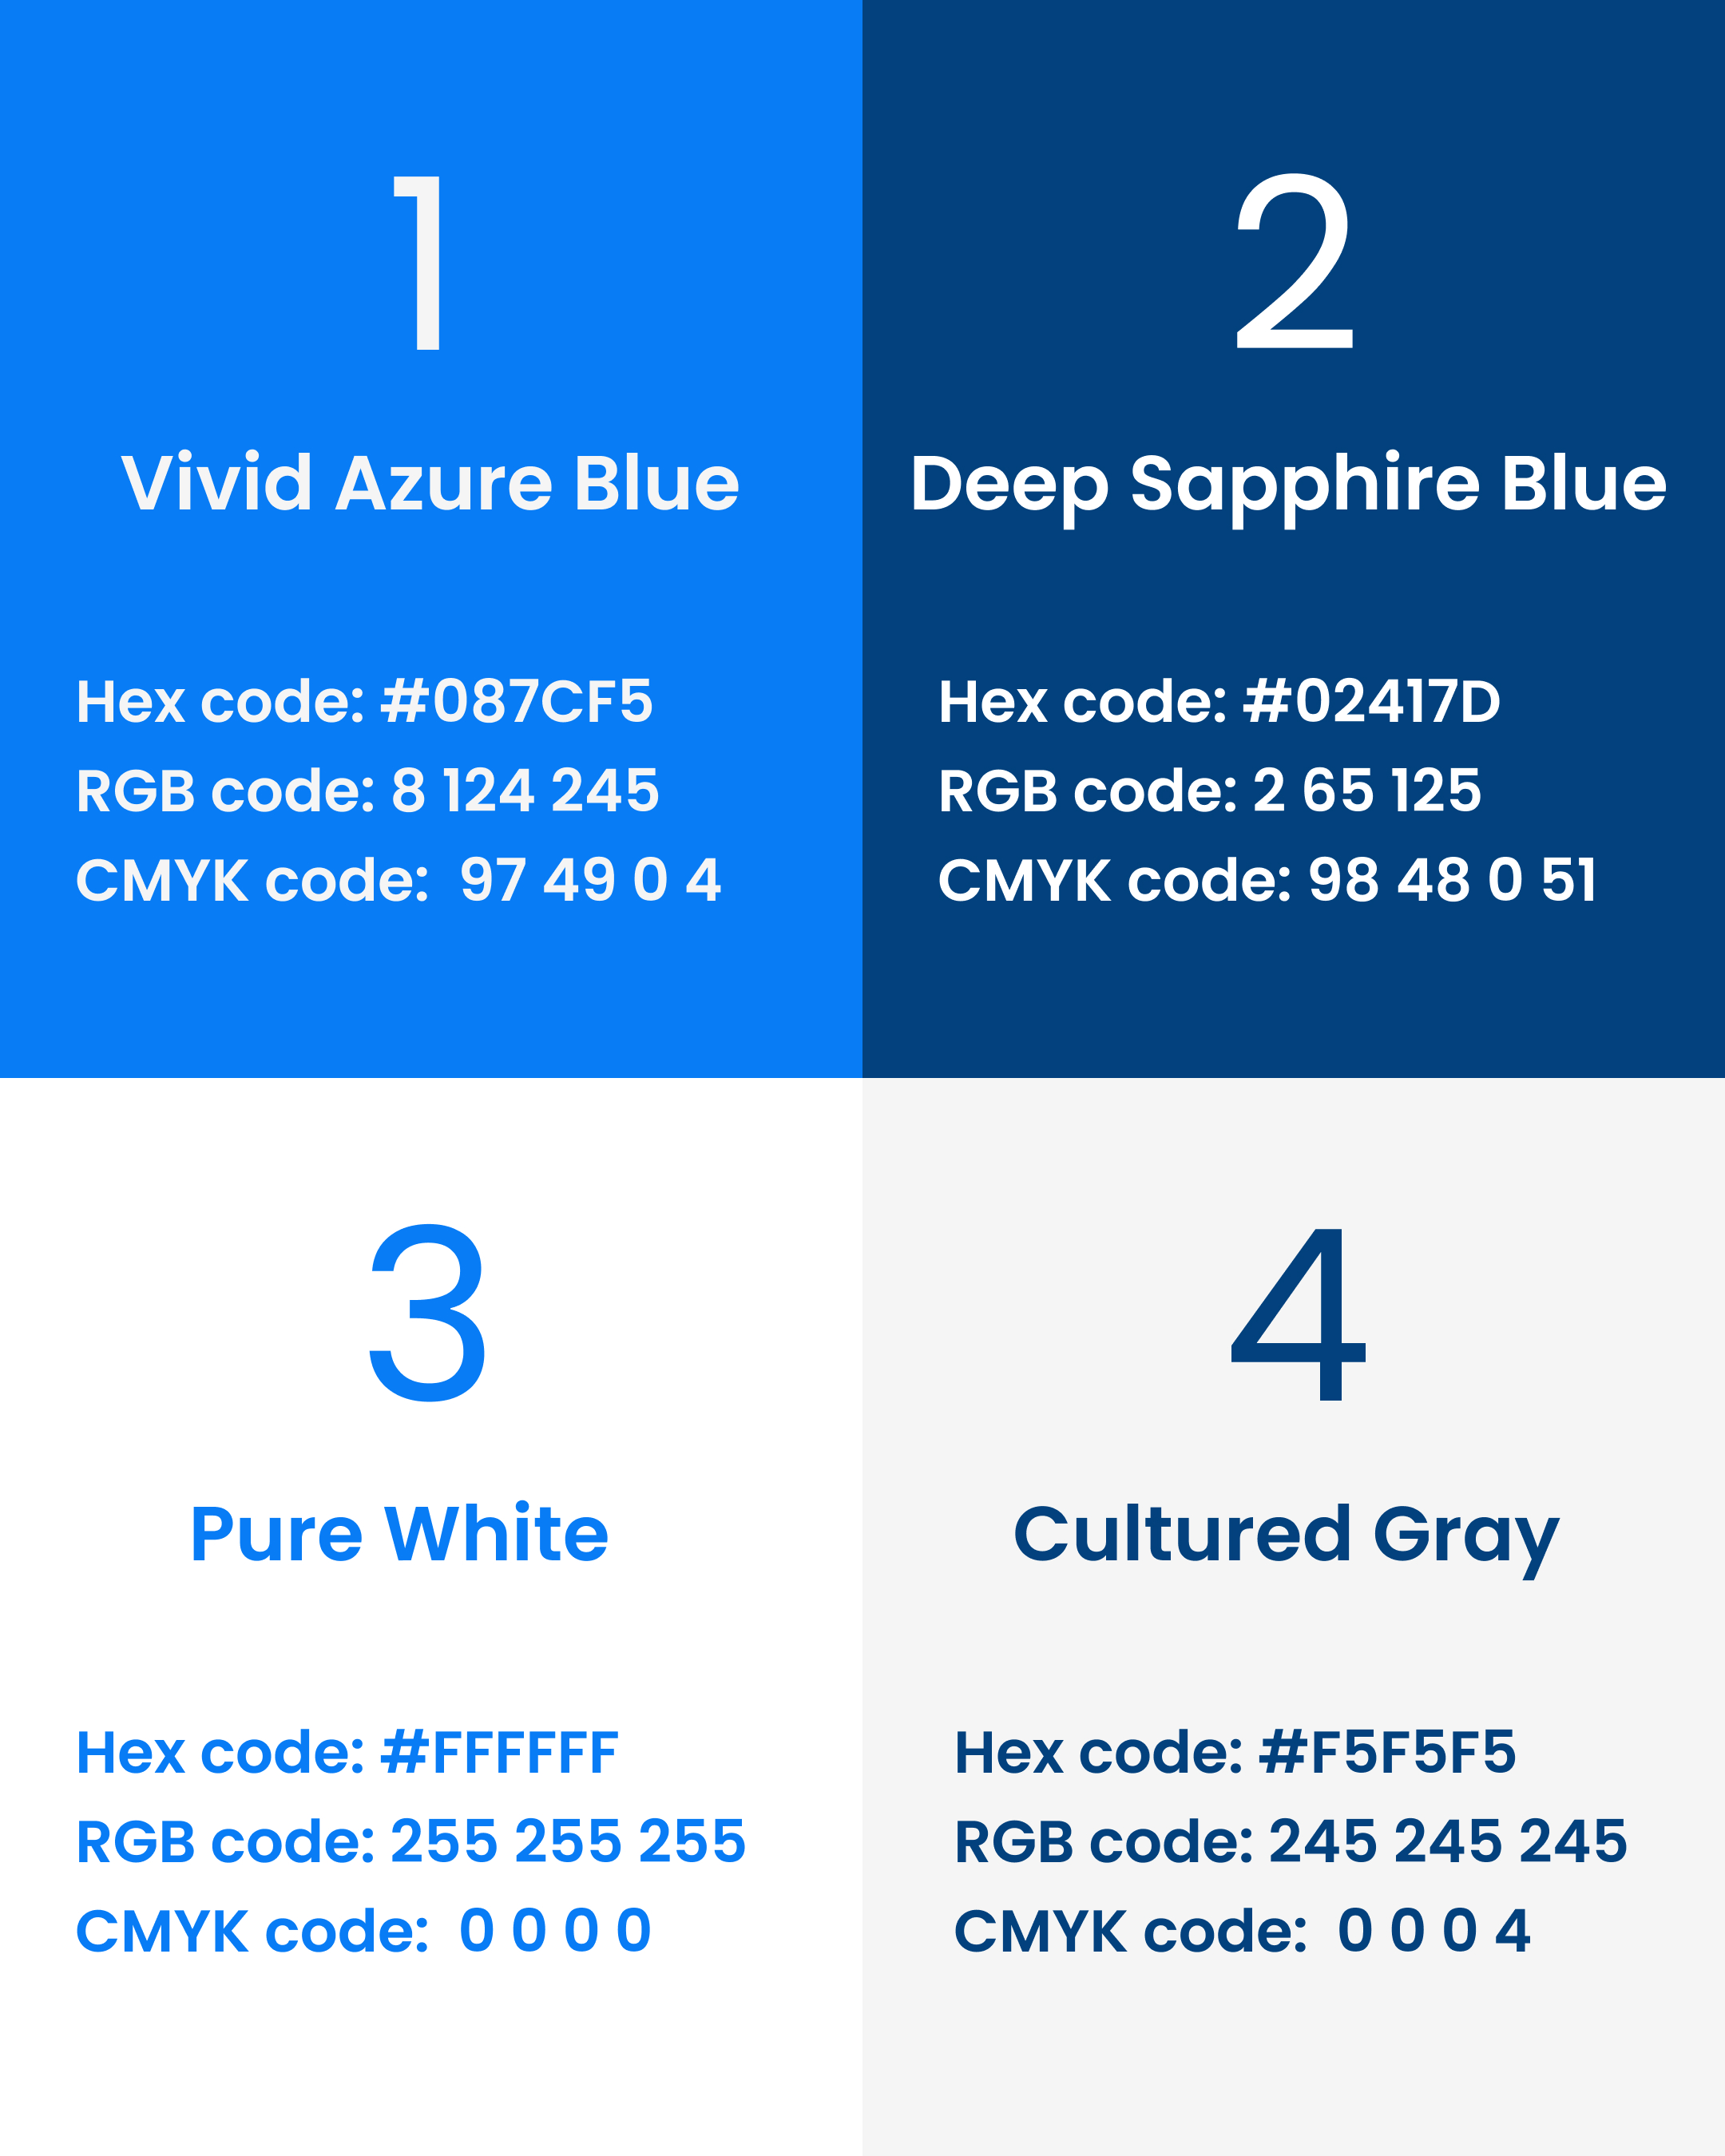 1
Vivid Azure Blue
Hex code: #087CF5
RGB code: 8 124 245
CMYK code: 97 49 0 4
2
Deep Sapphire Blue
Hex code: #02417D
RGB code: 2 65 125
CMYK code: 98 48 0 51
3
Pure White
Hex code: #FFFFFF
RGB code: 255 255 255
CMYK code: 0 0 0 0
4
Cultured Gray
Hex code: #F5F5F5
RGB code: 245 245 245
CMYK code: 0 0 0 4